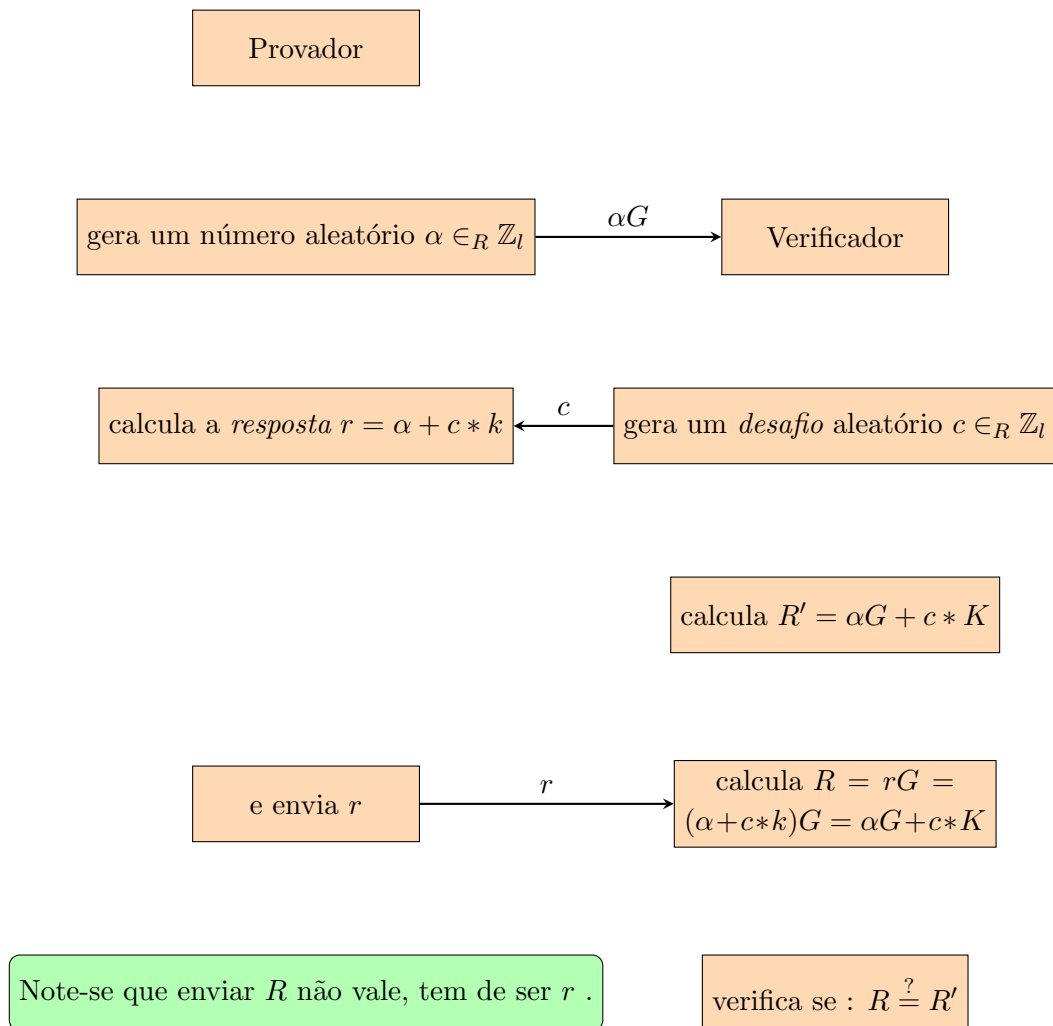 Provador
gera um número aleatório α ∈_R ℤ_l
αG
Verificador
calcula a resposta r = α + c ∗ k
c
gera um desafio aleatório c ∈_R ℤ_l
calcula R′ = αG + c ∗ K
e envia r
r
calcula R = rG =
(α+c∗k)G = αG+c∗K
Note-se que enviar R não vale, tem de ser r .
verifica se : R ≟ R′